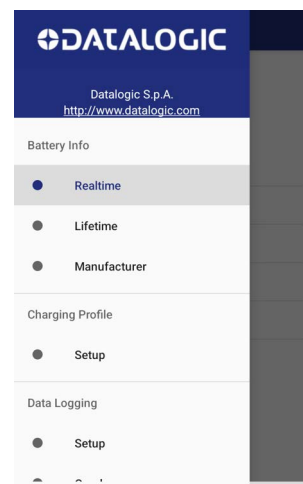 DATALOGIC
Datalogic S.p.A.
http://www.datalogic.com
Battery Info
Realtime
Lifetime
Manufacturer
Charging Profile
Setup
Data Logging
Setup